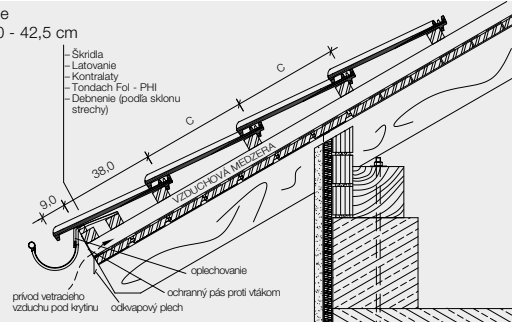 e
0 - 42,5 cm
Škridla
Latovanie
Kontralaty
Tondach Fol - PHI
Debnenie (podľa sklonu
strechy)
C
C
38,0
9,0
VZDUCHOVÁ MEDZERA
oplechovanie
ochranný pás proti vtákom
prívod vetracieho
vzduchu pod krytinu
odkvapový plech